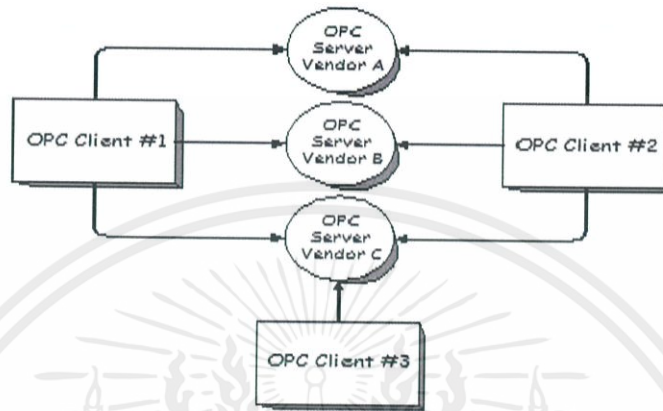 OPC
Server
Vendor A
OPC Client #1
OPC
Server
Vendor B
OPC Client #2
OPC
Server
Vendor C
OPC Client #3